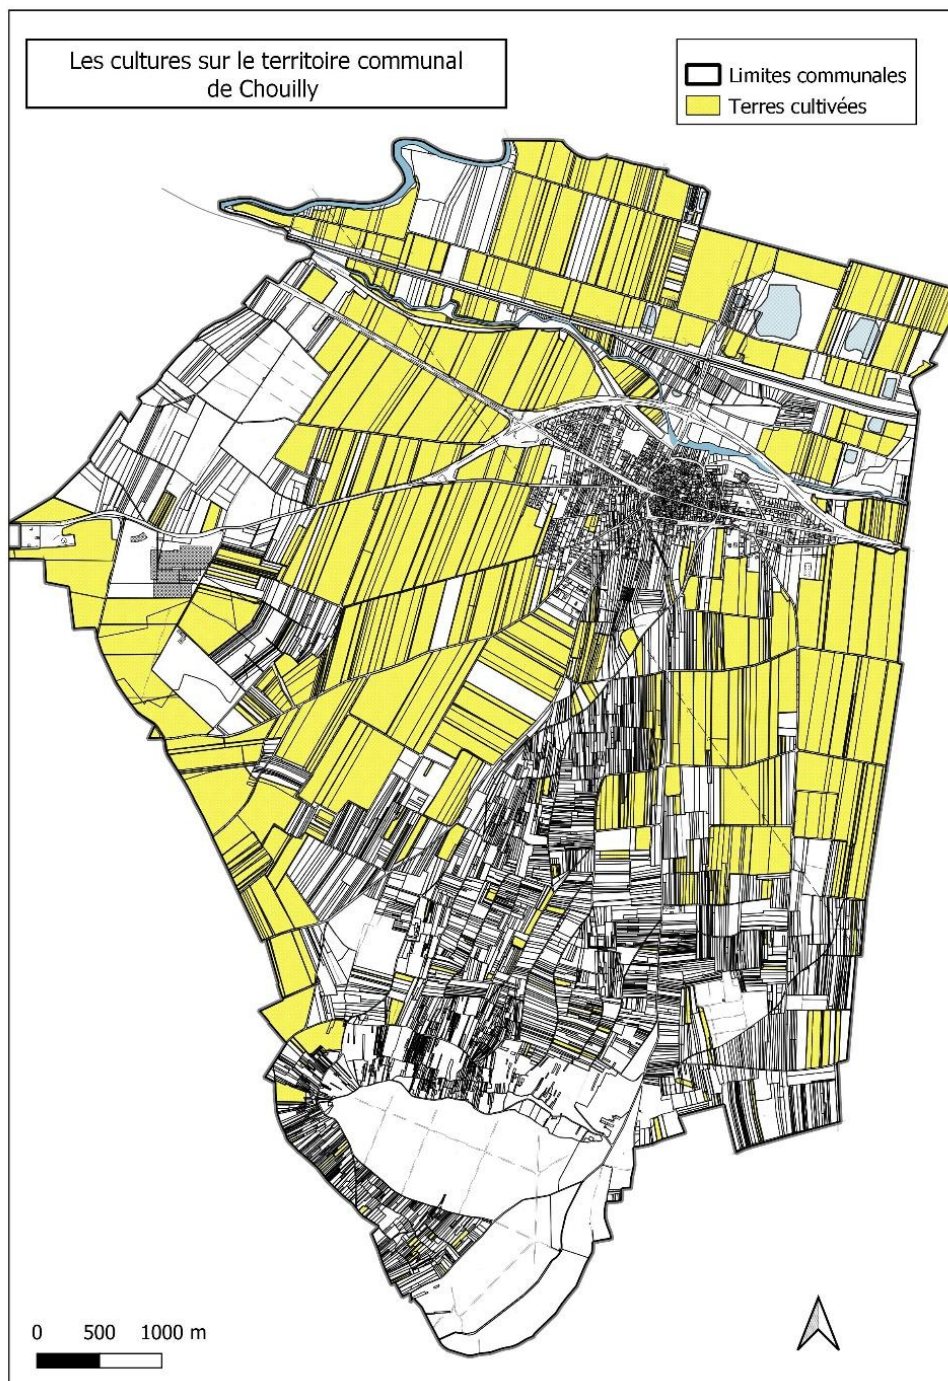 Les cultures sur le territoire communal
de Chouilly
Limites communales
Terres cultivées
0 500 1000 m